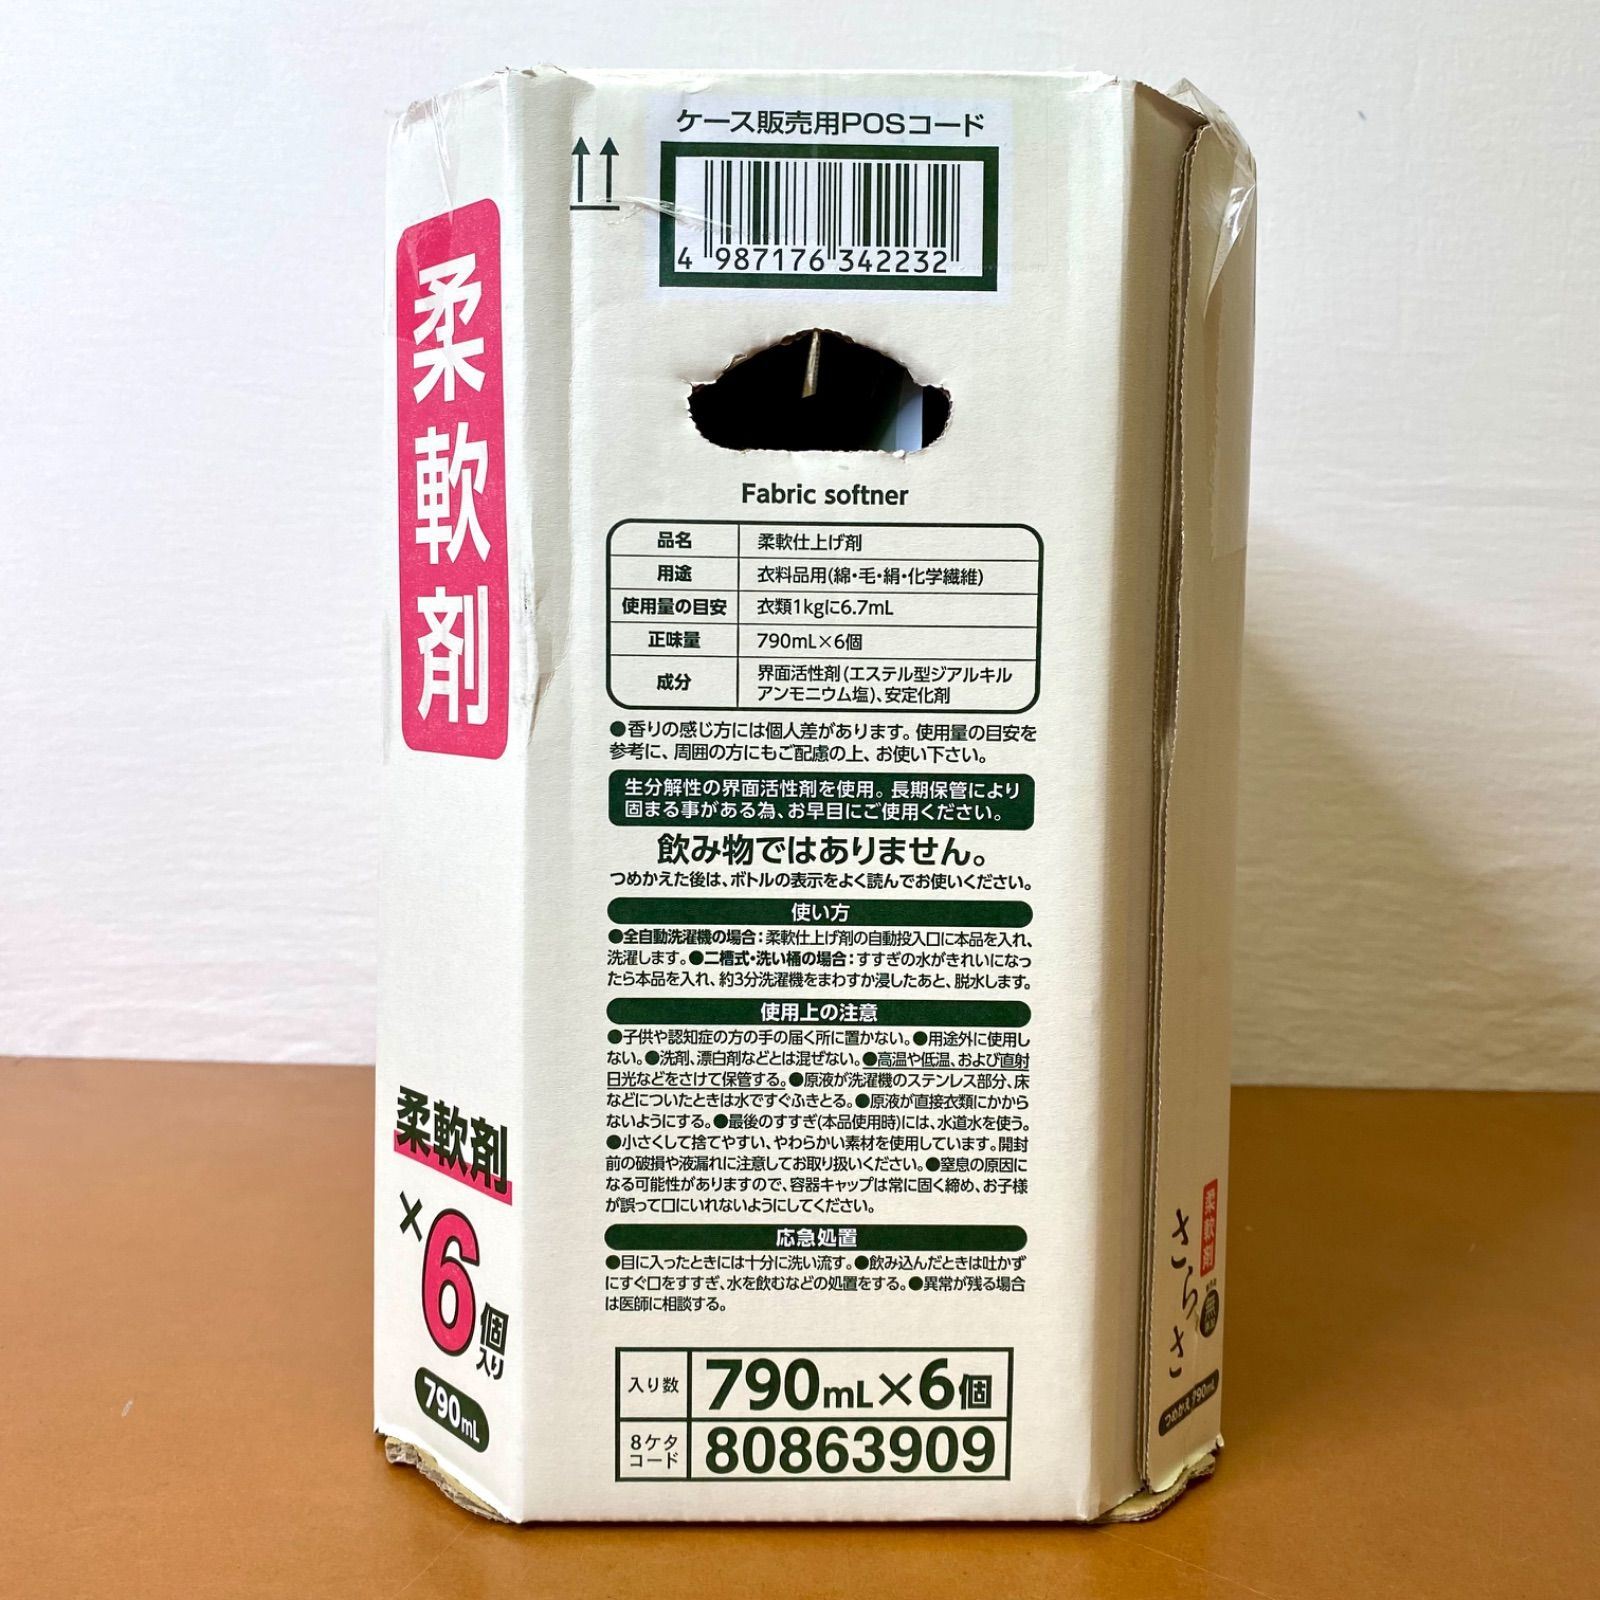 ケース販売用POSコード
4 987176 342232
柔軟剤
Fabric softner
品名 柔軟仕上げ剤
用途 衣料品用(綿・毛・絹・化学繊維)
使用量の目安 衣類1kgに6.7mL
正味量 790mL×6個
成分 界面活性剤(エステル型ジアルキル
アンモニウム塩)、安定化剤
●香りの感じ方には個人差があります。使用量の目安を
参考に、周囲の方にもご配慮の上、お使い下さい。
生分解性の界面活性剤を使用。長期保管により
固まる事がある為、お早目にご使用ください。
飲み物ではありません。
つめかえた後は、ボトルの表示をよく読んでお使いください。
使い方
●全自動洗濯機の場合:柔軟仕上げ剤の自動投入口に本品を入れ、
洗濯します。●二槽式・洗い桶の場合:すすぎの水がきれいになっ
たら本品を入れ、約3分洗濯機をまわすか浸したあと、脱水します。
使用上の注意
●子供や認知症の方の手の届く所に置かない。●用途外に使用し
ない。●洗剤、漂白剤などとは混ぜない。●高温や低温、および直射
日光などをさけて保管する。●原液が洗濯機のステンレス部分、床
などについたときは水ですぐふきとる。●原液が直接衣類にかから
ないようにする。●最後のすすぎ(本品使用時)には、水道水を使う。
●小さくして捨てやすい、やわらかい素材を使用しています。開封
前の破損や液漏れに注意してお取り扱いください。●窒息の原因に
なる可能性がありますので、容器キャップは常に固く締め、お子様
が誤って口にいれないようにしてください。
応急処置
●目に入ったときには十分に洗い流す。●飲み込んだときは吐かず
にすぐ口をすすぎ、水を飲むなどの処置をする。●異常が残る場合
は医師に相談する。
入り数 790mL×6個
8ケタ
コード 80863909
柔軟剤
×6個
入り
790mL
柔軟剤
さらさ
無
つめかえ 790mL